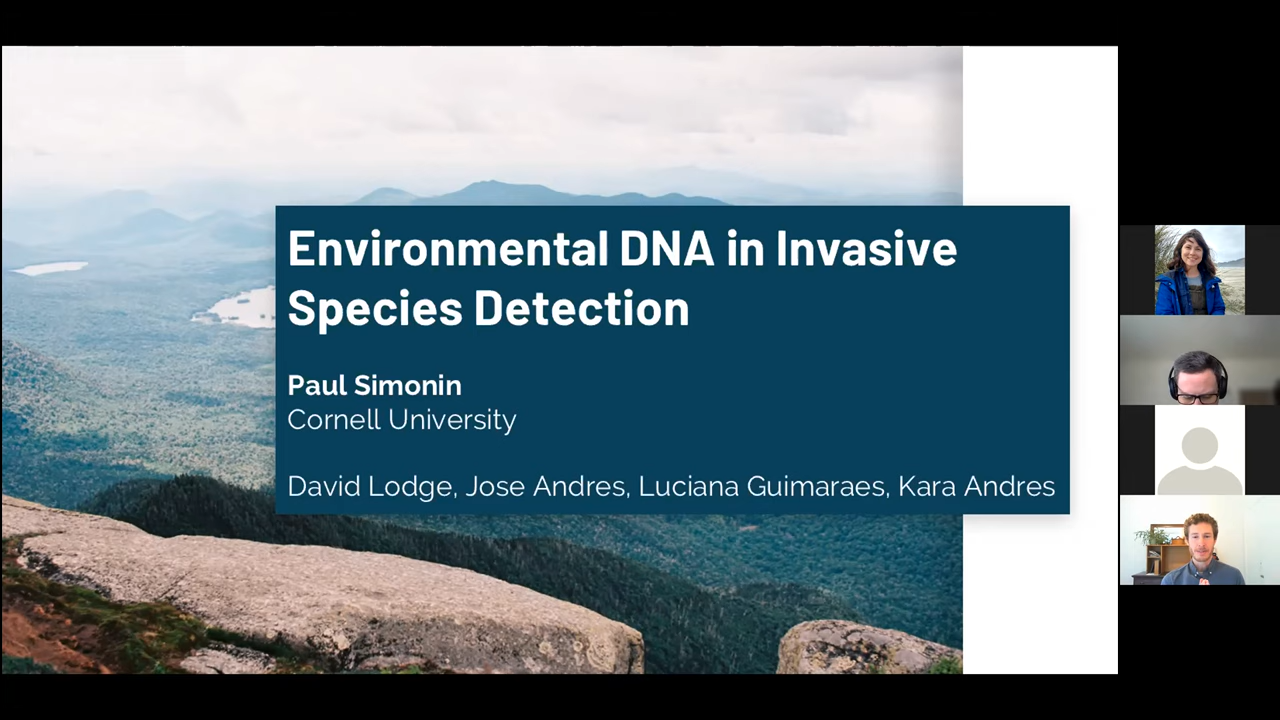 Environmental DNA in Invasive
Species Detection
Paul Simonin
Cornell University
David Lodge, Jose Andres, Luciana Guimaraes, Kara Andres